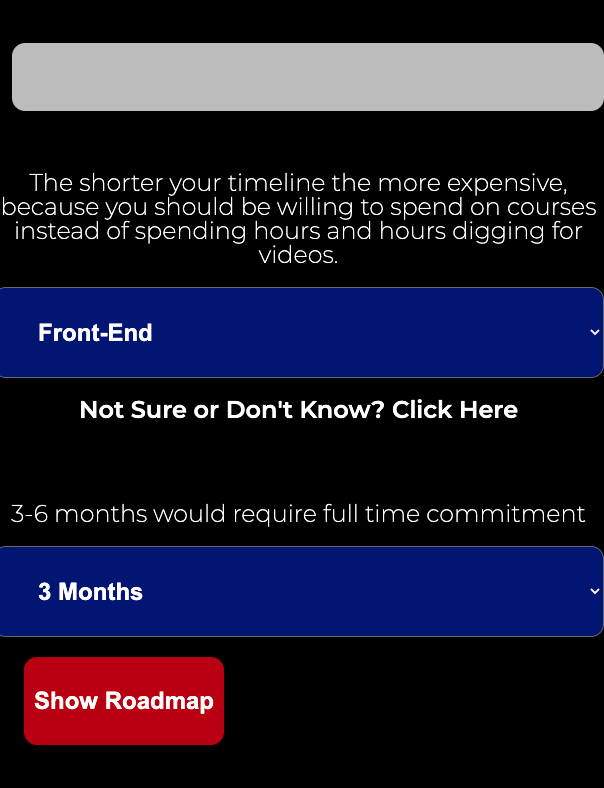 The shorter your timeline the more expensive,
because you should be willing to spend on courses
instead of spending hours and hours digging for
videos.
Front-End
Not Sure or Don't Know? Click Here
3-6 months would require full time commitment
3 Months
Show Roadmap